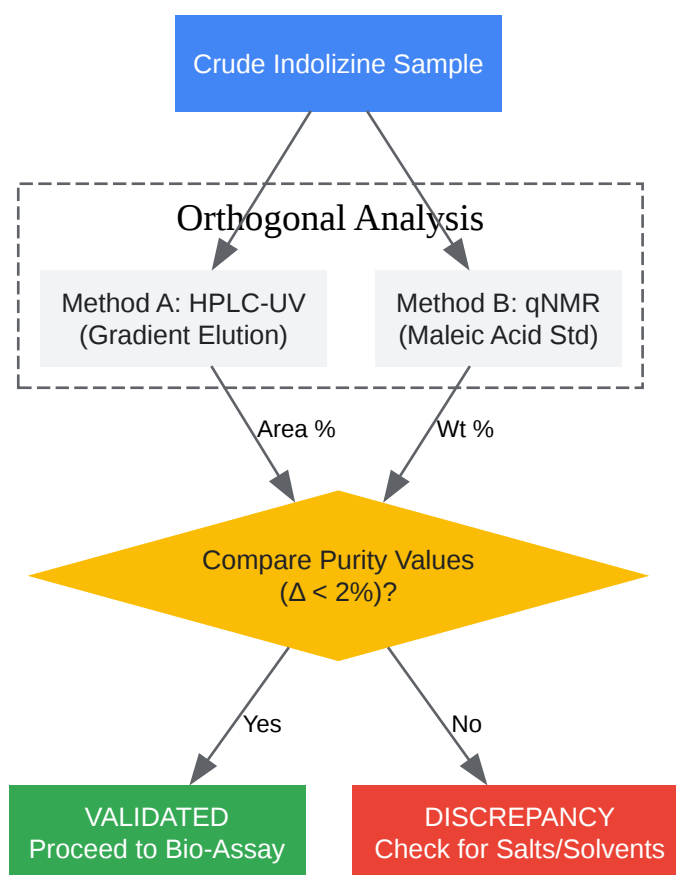 Crude Indolizine Sample
Orthogonal Analysis
Method A: HPLC-UV
(Gradient Elution)
Method B: qNMR
(Maleic Acid Std)
Area %
Wt %
Compare Purity Values
(Δ < 2%)?
Yes
No
VALIDATED
Proceed to Bio-Assay
DISCREPANCY
Check for Salts/Solvents